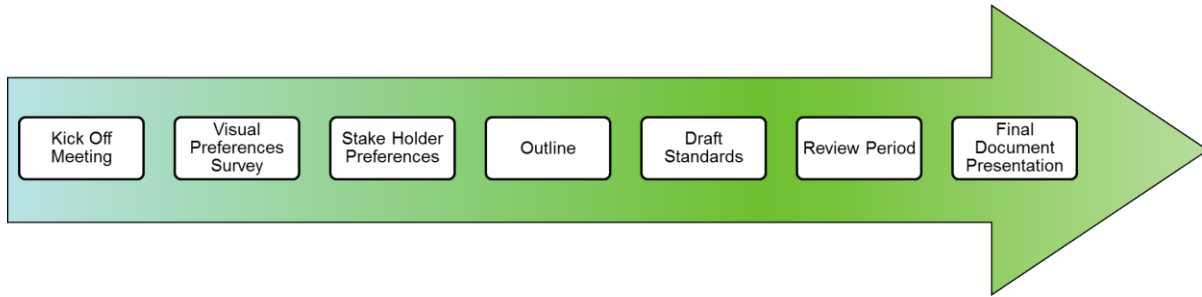 Kick Off
Meeting
Visual
Preferences
Survey
Stake Holder
Preferences
Outline
Draft
Standards
Review Period
Final
Document
Presentation